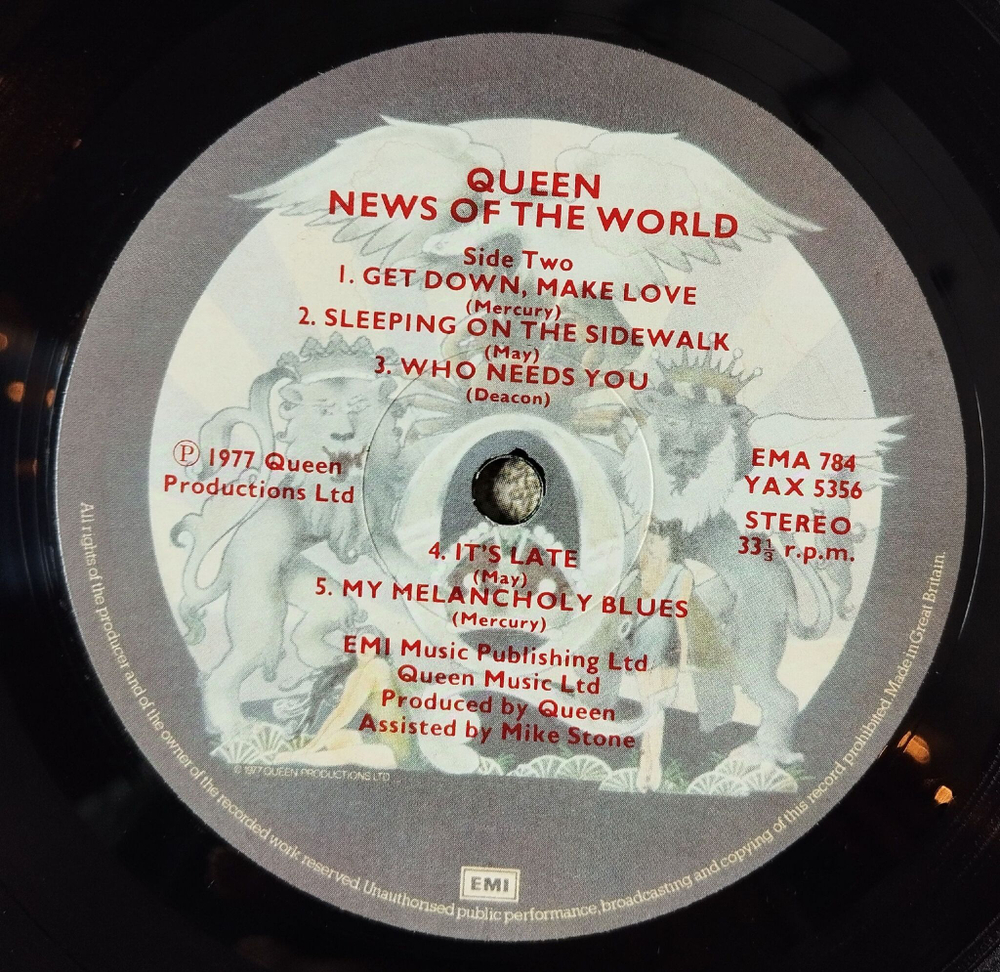 QUEEN
NEWS OF THE WORLD
Side Two
1. GET DOWN, MAKE LOVE
(Mercury)
2. SLEEPING ON THE SIDEWALK
(May)
3. WHO NEEDS YOU
(Deacon)
Ⓟ 1977 Queen
Productions Ltd
EMA 784
YAX 5356
STEREO
33⅓ r.p.m.
4. IT'S LATE
(May)
5. MY MELANCHOLY BLUES
(Mercury)
EMI Music Publishing Ltd
Queen Music Ltd
Produced by Queen
Assisted by Mike Stone
© 1977 QUEEN PRODUCTIONS LTD
EMI
All rights of the producer and of the owner of the recorded work reserved. Unauthorised public performance, broadcasting and copying of this record prohibited. Made in Great Britain.